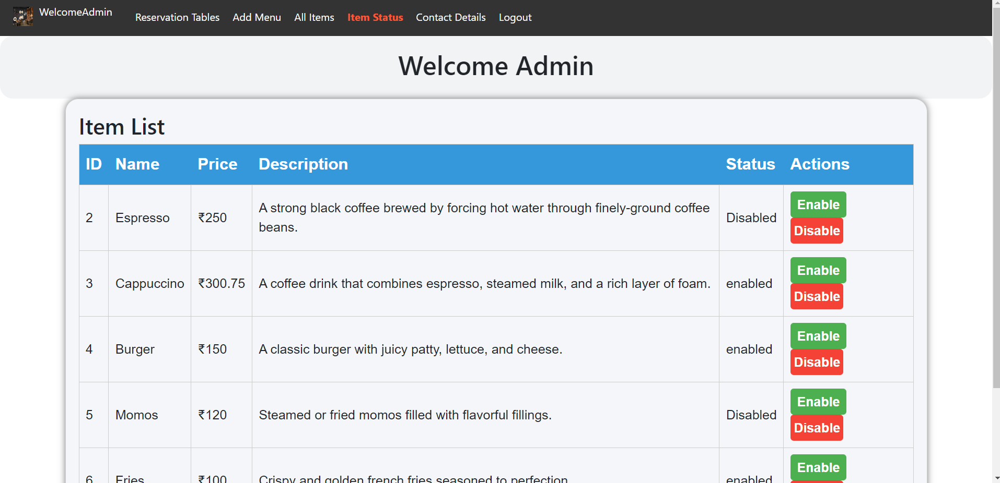 WelcomeAdmin
Reservation Tables Add Menu All Items Item Status Contact Details Logout
Welcome Admin
Item List
ID Name Price Description Status Actions
2 Espresso ₹250 A strong black coffee brewed by forcing hot water through finely-ground coffee
beans. Disabled Enable
Disable
3 Cappuccino ₹300.75 A coffee drink that combines espresso, steamed milk, and a rich layer of foam. enabled Enable
Disable
4 Burger ₹150 A classic burger with juicy patty, lettuce, and cheese. enabled Enable
Disable
5 Momos ₹120 Steamed or fried momos filled with flavorful fillings. Disabled Enable
Disable
6 Fries ₹100 Crispy and golden french fries seasoned to perfection enabled Enable